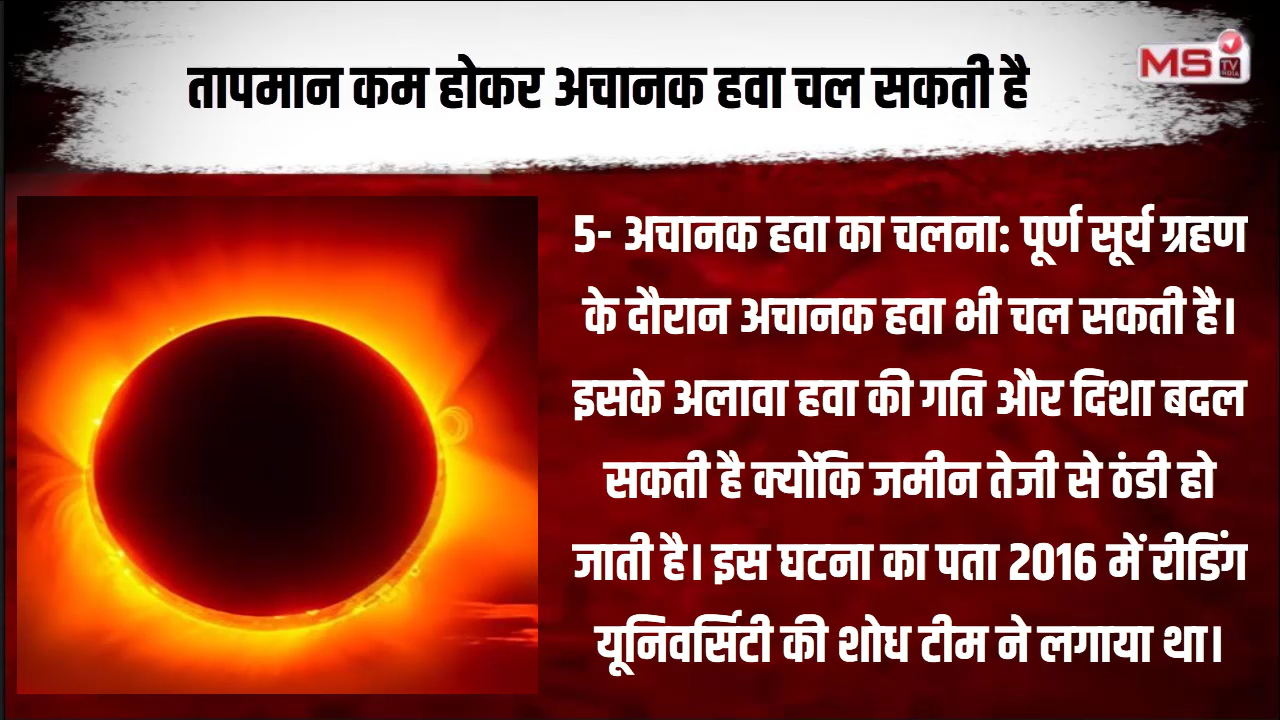 तापमान कम होकर अचानक हवा चल सकती है
MS
TV
INDIA
5- अचानक हवा का चलना: पूर्ण सूर्य ग्रहण
के दौरान अचानक हवा भी चल सकती है।
इसके अलावा हवा की गति और दिशा बदल
सकती है क्योंकि जमीन तेजी से ठंडी हो
जाती है। इस घटना का पता 2016 में रीडिंग
यूनिवर्सिटी की शोध टीम ने लगाया था।